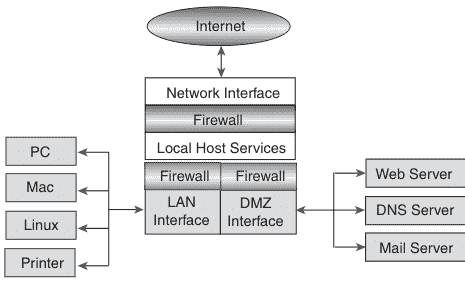 Internet
Network Interface
Firewall
Local Host Services
Firewall
Firewall
LAN
Interface
DMZ
Interface
PC
Mac
Linux
Printer
Web Server
DNS Server
Mail Server